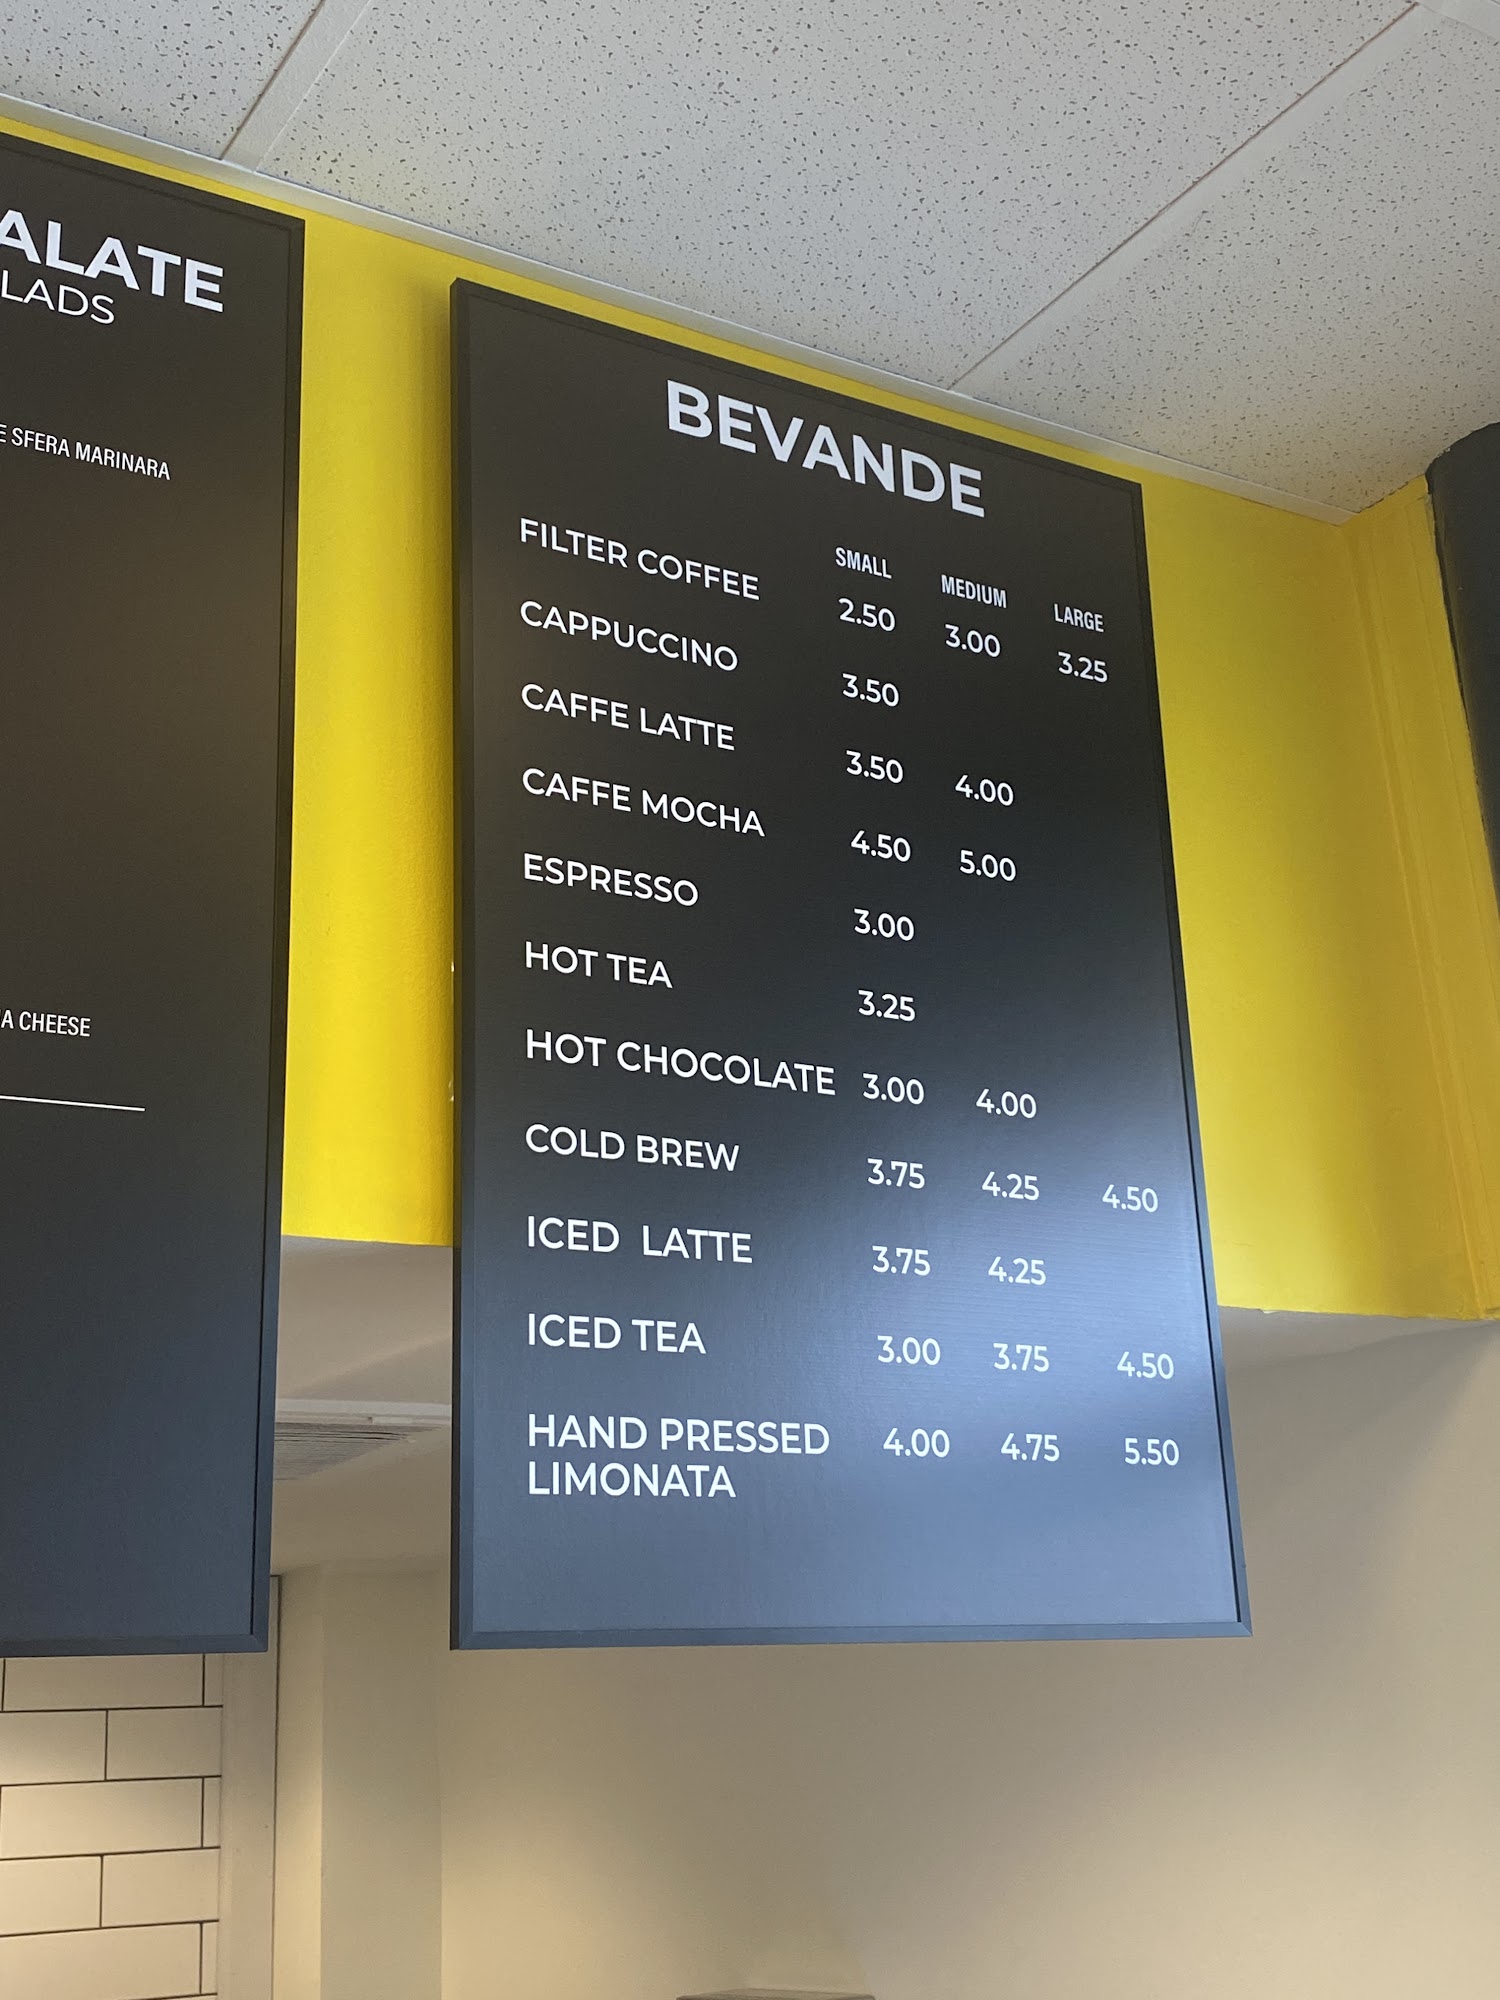 ALATE
LADS
E SFERA MARINARA
A CHEESE
BEVANDE
SMALL MEDIUM LARGE
FILTER COFFEE 2.50 3.00 3.25
CAPPUCCINO 3.50
CAFFE LATTE 3.50 4.00
CAFFE MOCHA 4.50 5.00
ESPRESSO 3.00
HOT TEA 3.25
HOT CHOCOLATE 3.00 4.00
COLD BREW 3.75 4.25 4.50
ICED LATTE 3.75 4.25
ICED TEA 3.00 3.75 4.50
HAND PRESSED 4.00 4.75 5.50
LIMONATA